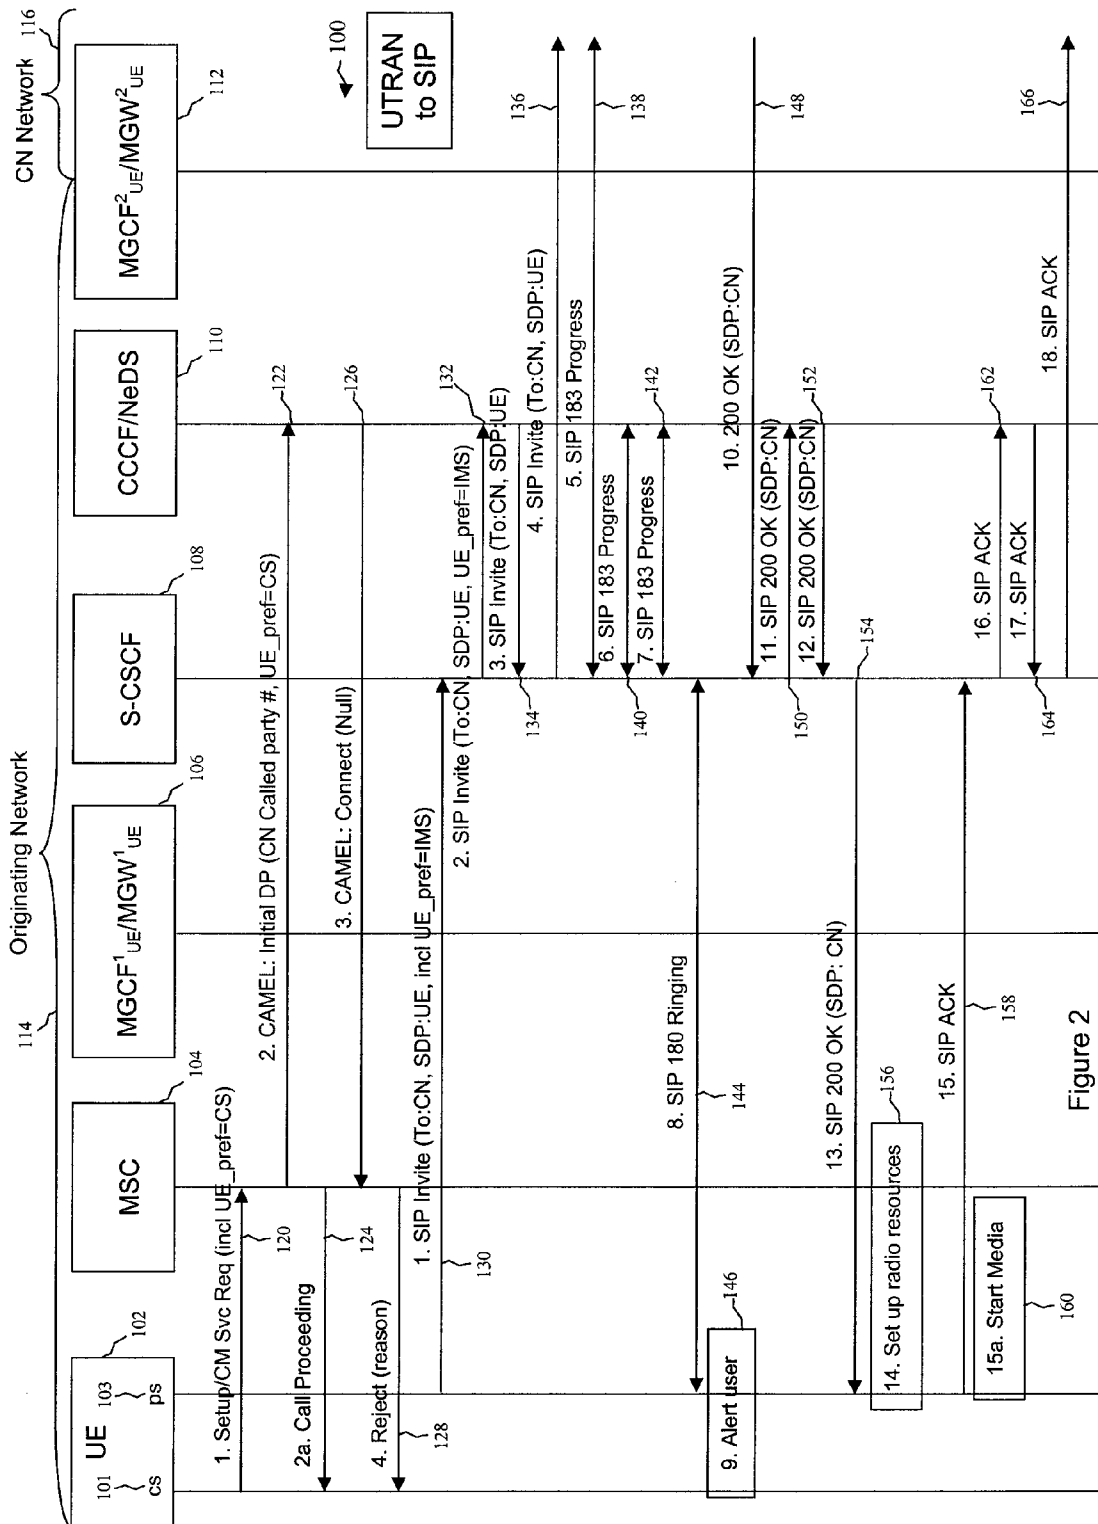 Originating Network
CN Network
114
116
UE
101
cs
103
ps
102
MSC
104
MGCF¹UE/MGW¹UE
106
S-CSCF
108
CCCF/NeDS
110
MGCF²UE/MGW²UE
112
100
UTRAN
to SIP
1. Setup/CM Svc Req (incl UE_pref=CS)
120
2. CAMEL: Initial DP (CN Called party #, UE_pref=CS)
122
2a. Call Proceeding
124
3. CAMEL: Connect (Null)
126
4. Reject (reason)
128
1. SIP Invite (To:CN, SDP:UE, incl UE_pref=IMS)
130
2. SIP Invite (To:CN, SDP:UE, UE_pref=IMS)
132
3. SIP Invite (To:CN, SDP:UE)
134
4. SIP Invite (To:CN, SDP:UE)
136
5. SIP 183 Progress
138
6. SIP 183 Progress
140
7. SIP 183 Progress
142
8. SIP 180 Ringing
144
9. Alert user
146
10. 200 OK (SDP:CN)
148
11. SIP 200 OK (SDP:CN)
150
12. SIP 200 OK (SDP:CN)
152
13. SIP 200 OK (SDP: CN)
154
14. Set up radio resources
156
15. SIP ACK
158
15a. Start Media
160
16. SIP ACK
162
17. SIP ACK
164
18. SIP ACK
166
Figure 2